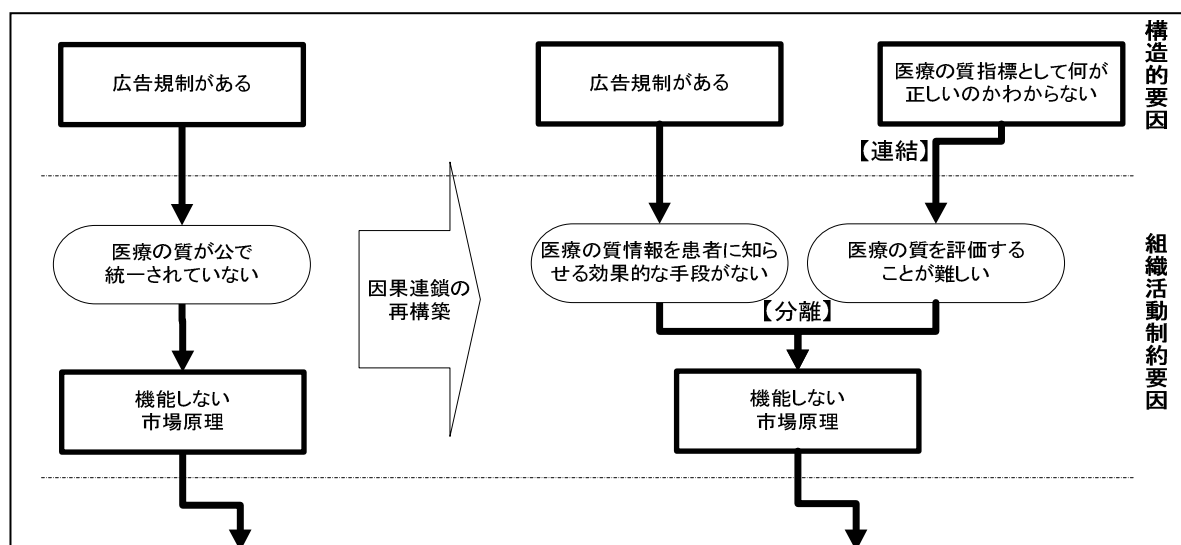 広告規制がある
医療の質が公で
統一されていない
機能しない
市場原理
因果連鎖の
再構築
広告規制がある
医療の質指標として何が
正しいのかわからない
【連結】
医療の質情報を患者に知ら
せる効果的な手段がない
医療の質を評価する
ことが難しい
【分離】
機能しない
市場原理
構造的要因
組織活動制約要因